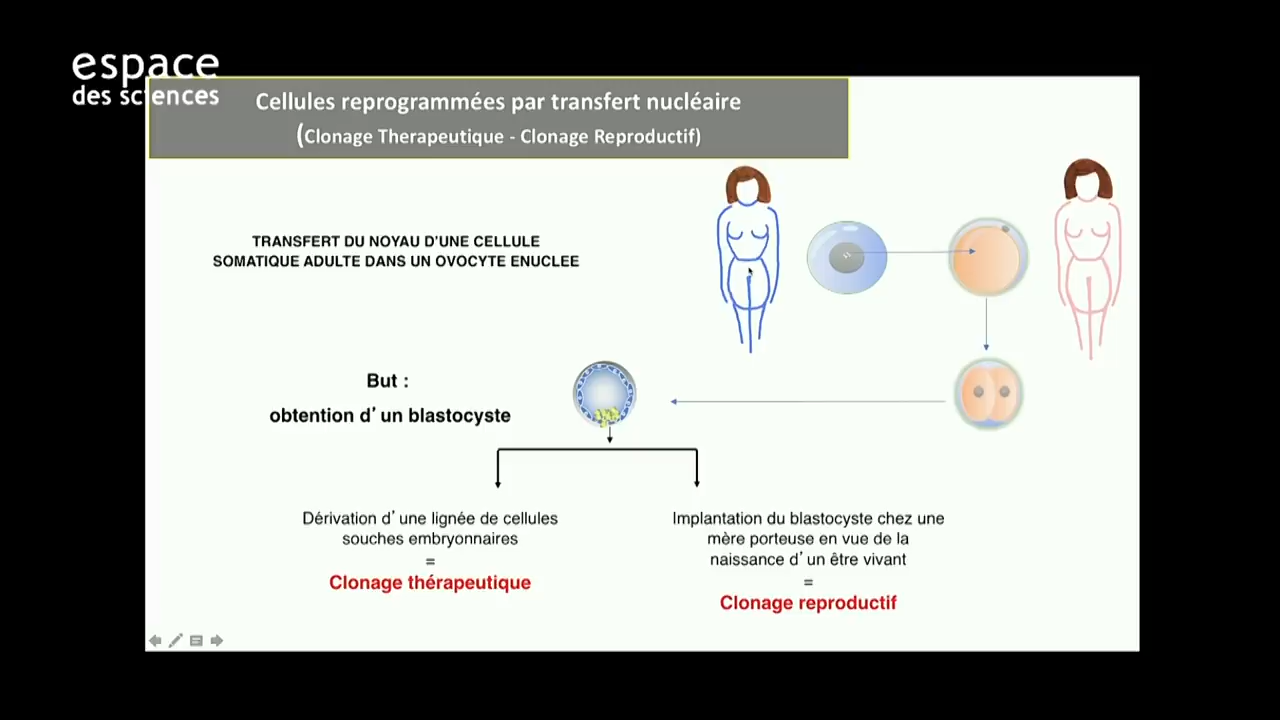 espace
des sciences
Cellules reprogrammées par transfert nucléaire
(Clonage Therapeutique - Clonage Reproductif)
TRANSFERT DU NOYAU D'UNE CELLULE
SOMATIQUE ADULTE DANS UN OVOCYTE ENUCLEE
But :
obtention d’un blastocyste
Dérivation d’une lignée de cellules
souches embryonnaires
=
Clonage thérapeutique
Implantation du blastocyste chez une
mère porteuse en vue de la
naissance d’un être vivant
=
Clonage reproductif